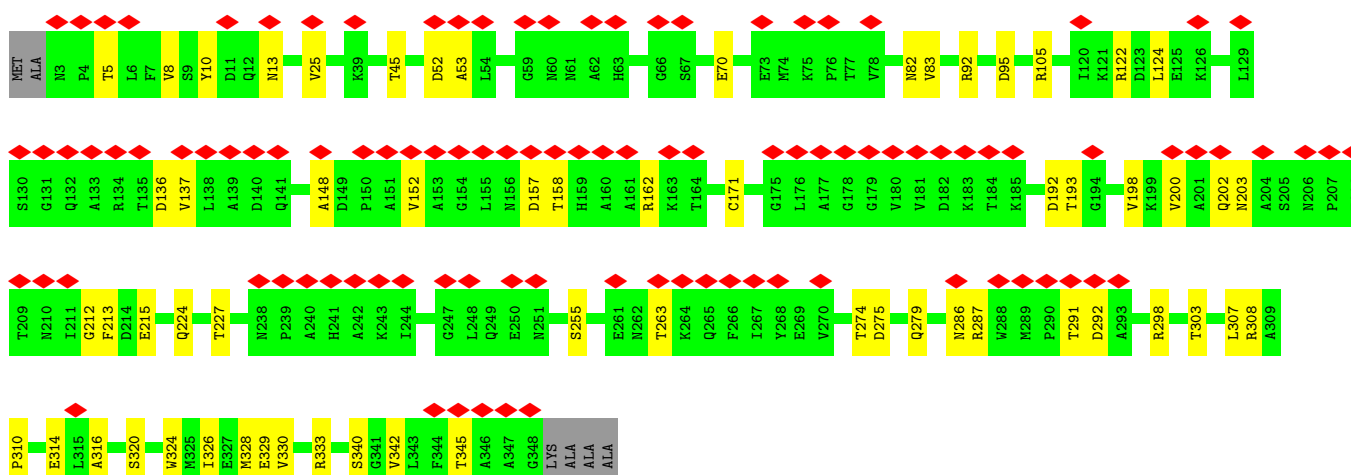 MET ALA N3 P4 T5 L6 F7 V8 S9 Y10 D11 Q12 N13 V25 K39 T45 D52 A53 L54 G59 N60 N61 A62 H63 G66 S67 E70 E73 M74 K75 P76 T77 V78 N82 V83 R92 D95 R105 I120 K121 R122 D123 L124 E125 K126 L129
S130 G131 Q132 A133 R134 T135 D136 V137 L138 A139 D140 Q141 A148 D149 P150 A151 V152 A153 G154 L155 N156 D157 T158 H159 A160 A161 R162 K163 T164 C171 G175 L176 A177 G178 G179 V180 V181 D182 K183 T184 K185 D192 T193 G194 V198 K199 V200 A201 Q202 N203 A204 S205 N206 P207
T209 N210 I211 G212 F213 D214 E215 Q224 T227 N238 P239 A240 H241 A242 K243 I244 G247 L248 Q249 E250 N251 S255 E261 N262 T263 K264 Q265 F266 I267 Y268 E269 V270 T274 D275 Q279 N286 R287 W288 M289 P290 T291 D292 A293 R298 T303 L307 R308 A309
P310 E314 L315 A316 S320 W324 M325 I326 E327 M328 E329 V330 R333 S340 G341 V342 L343 F344 T345 A346 A347 G348 LYS ALA ALA ALA